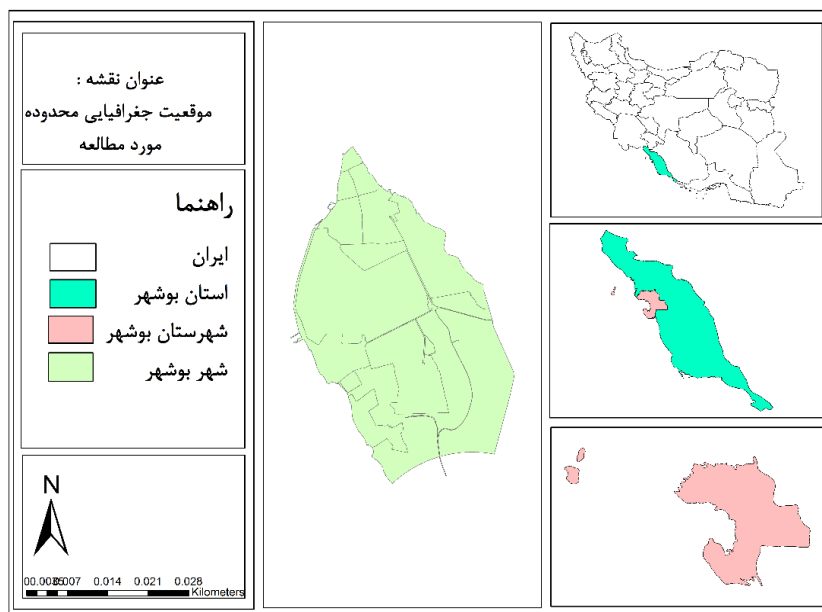 عنوان نقشه :
موقعیت جغرافیایی محدوده
مورد مطالعه
راهنما
ایران
استان بوشهر
شهرستان بوشهر
شهر بوشهر
N
0.014 0.021 0.028
Kilometers